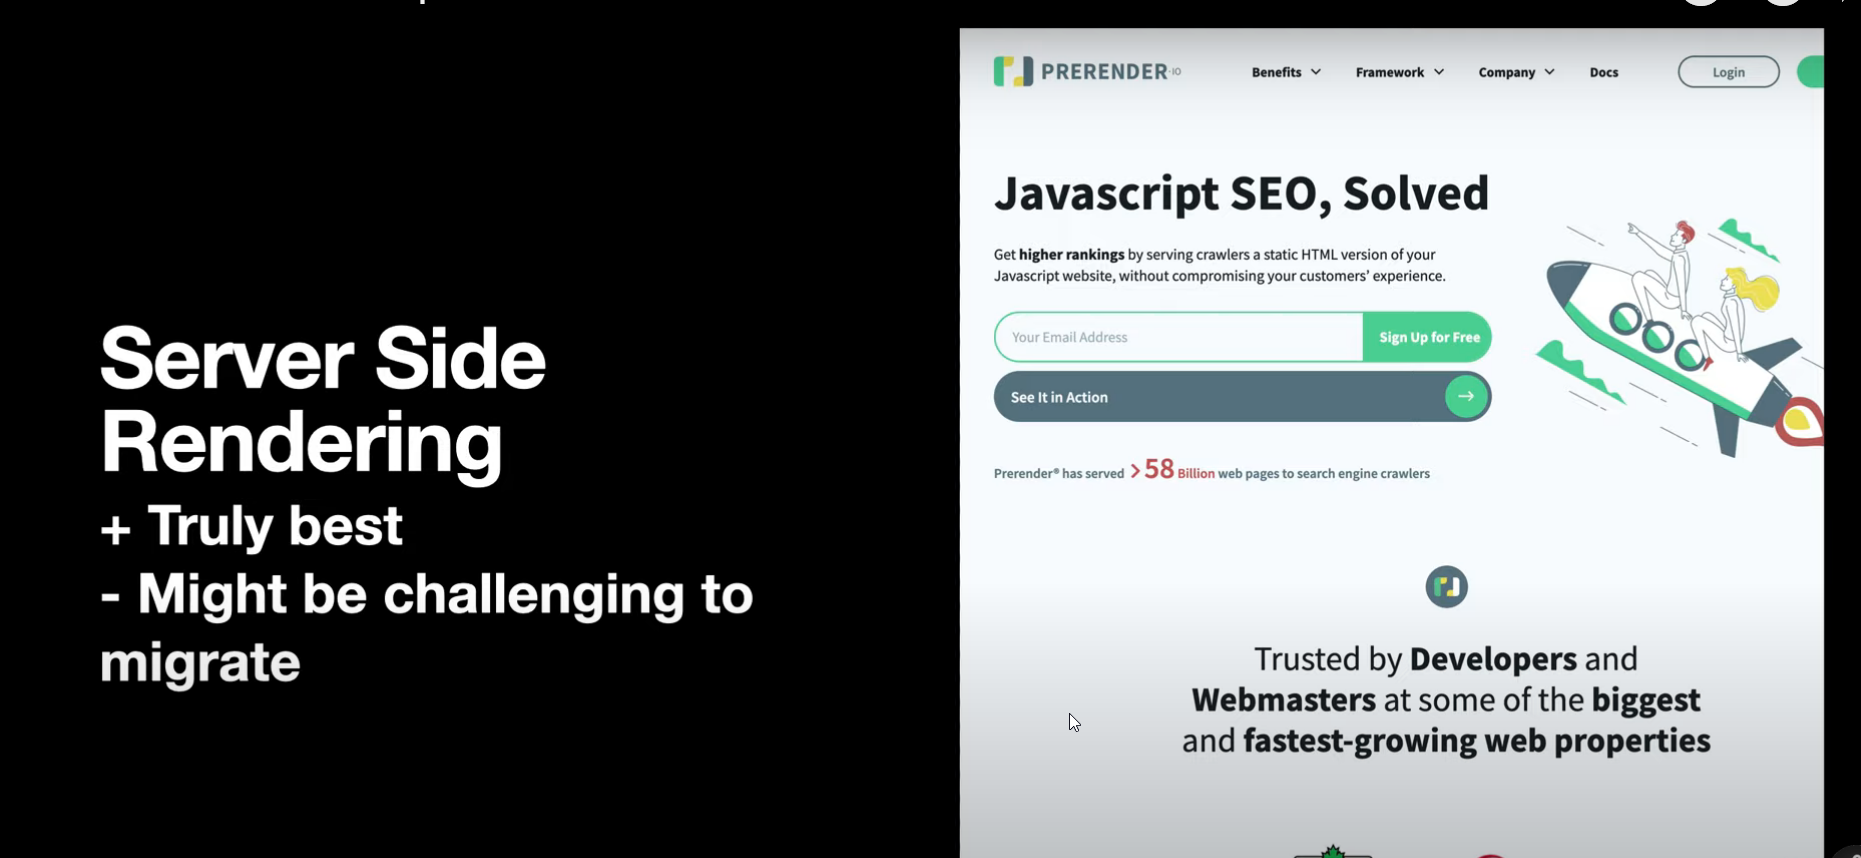 Server Side
Rendering
+ Truly best
- Might be challenging to
migrate
PRERENDER.IO
Benefits Framework Company Docs Login
Javascript SEO, Solved
Get higher rankings by serving crawlers a static HTML version of your
Javascript website, without compromising your customers’ experience.
Your Email Address Sign Up for Free
See It in Action
Prerender® has served >58 Billion web pages to search engine crawlers
Trusted by Developers and
Webmasters at some of the biggest
and fastest-growing web properties